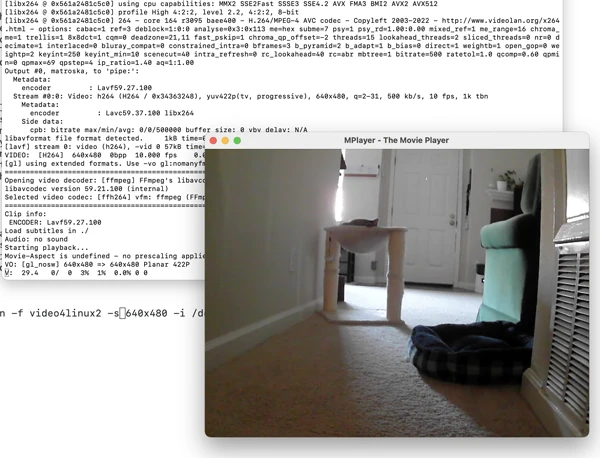 [libx264 @ 0x561a2481c5c0] using cpu capabilities: MMX2 SSE2Fast SSSE3 SSE4.2 AVX FMA3 BMI2 AVX2 AVX512
[libx264 @ 0x561a2481c5c0] profile High 4:2:2, level 2.2, 4:2:2, 8-bit
[libx264 @ 0x561a2481c5c0] 264 - core 164 r3095 baee400 - H.264/MPEG-4 AVC codec - Copyleft 2003-2022 - http://www.videolan.org/x264
.html - options: cabac=1 ref=3 deblock=1:0:0 analyse=0x3:0x113 me=hex subme=7 psy=1 psy_rd=1.00:0.00 mixed_ref=1 me_range=16 chroma_
me=1 trellis=1 8x8dct=1 cqm=0 deadzone=21,11 fast_pskip=1 chroma_qp_offset=-2 threads=15 lookahead_threads=2 sliced_threads=0 nr=0 d
ecimate=1 interlaced=0 bluray_compat=0 constrained_intra=0 bframes=3 b_pyramid=2 b_adapt=1 b_bias=0 direct=1 weightb=1 open_gop=0 we
ightp=2 keyint=250 keyint_min=10 scenecut=40 intra_refresh=0 rc_lookahead=40 rc=abr mbtree=1 bitrate=500 ratetol=1.0 qcomp=0.60 qpmi
n=0 qpmax=69 qpstep=4 ip_ratio=1.40 aq=1:1.00
Output #0, matroska, to 'pipe:':
Metadata:
encoder : Lavf59.27.100
Stream #0:0: Video: h264 (H264 / 0x34363248), yuv422p(tv, progressive), 640x480, q=2-31, 500 kb/s, 10 fps, 1k tbn
Metadata:
encoder : Lavc59.37.100 libx264
Side data:
cpb: bitrate max/min/avg: 0/0/500000 buffer size: 0 vbv_delay: N/A
libavformat file format detected. 1kB time=
[lavf] stream 0: video (h264), -vid 0 57kB time=
VIDEO: [H264] 640x480 0bpp 10.000 fps 0.0
[gl] using extended formats. Use -vo gl:nomanyf
Opening video decoder: [ffmpeg] FFmpeg's libavco
libavcodec version 59.21.100 (internal)
Selected video codec: [ffh264] vfm: ffmpeg (FFmp
Clip info:
ENCODER: Lavf59.27.100
Load subtitles in ./
Audio: no sound
Starting playback...
Movie-Aspect is undefined - no prescaling applie
VO: [gl_nosw] 640x480 => 640x480 Planar 422P
V: 29.4 0/ 0 3% 1% 0.0% 0 0
MPlayer - The Movie Player
n -f video4linux2 -s 640x480 -i /d